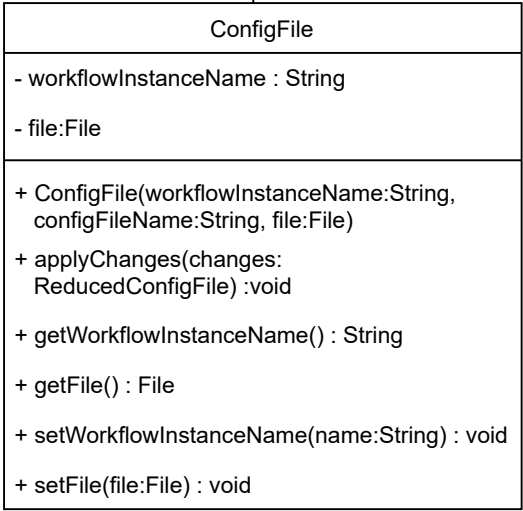 ConfigFile
- workflowInstanceName : String
- file:File
+ ConfigFile(workflowInstanceName:String,
configFileName:String, file:File)
+ applyChanges(changes:
ReducedConfigFile) :void
+ getWorkflowInstanceName() : String
+ getFile() : File
+ setWorkflowInstanceName(name:String) : void
+ setFile(file:File) : void